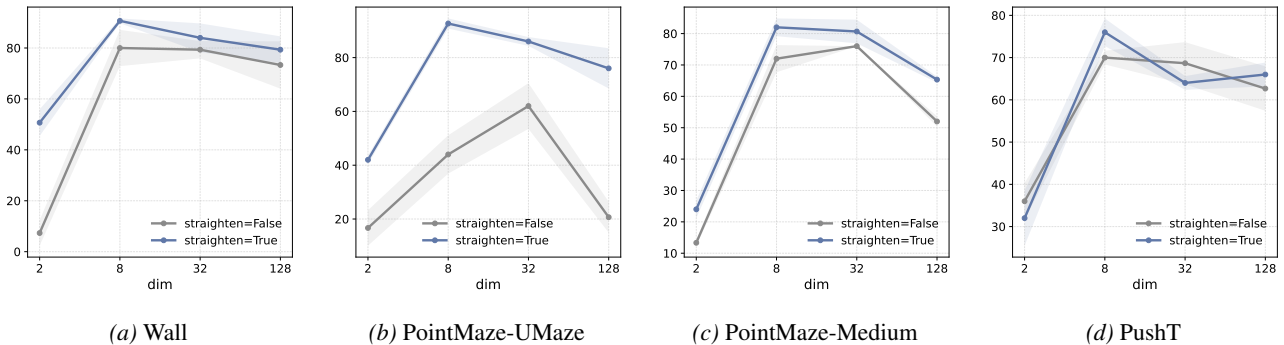 80
60
40
20
0
straighten=False
straighten=True
2 8 32 128
dim
(a) Wall
80
60
40
20
straighten=False
straighten=True
2 8 32 128
dim
(b) PointMaze-UMaze
80
70
60
50
40
30
20
10
straighten=False
straighten=True
2 8 32 128
dim
(c) PointMaze-Medium
80
70
60
50
40
30
straighten=False
straighten=True
2 8 32 128
dim
(d) PushT